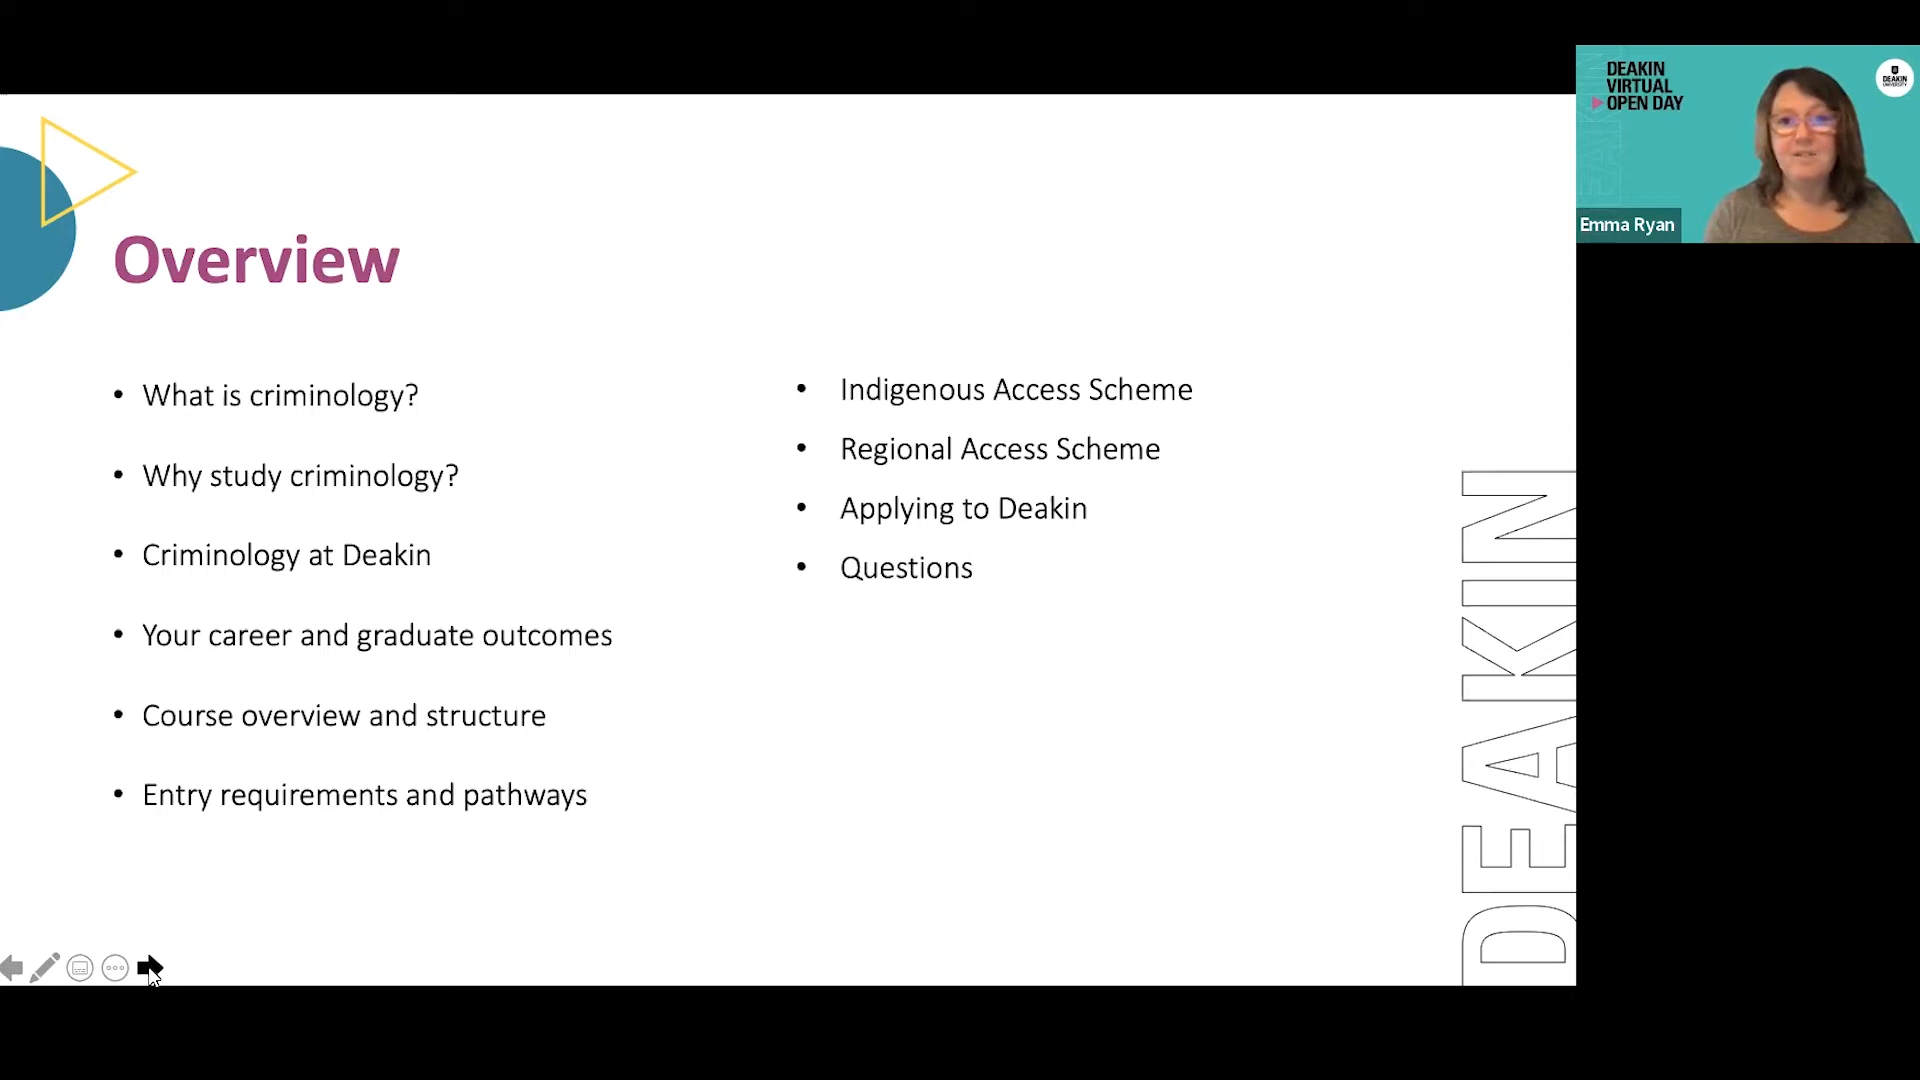 Overview
• What is criminology?
• Why study criminology?
• Criminology at Deakin
• Your career and graduate outcomes
• Course overview and structure
• Entry requirements and pathways
• Indigenous Access Scheme
• Regional Access Scheme
• Applying to Deakin
• Questions
DEAKIN
DEAKIN
VIRTUAL
OPEN DAY
DEAKIN
UNIVERSITY
Emma Ryan